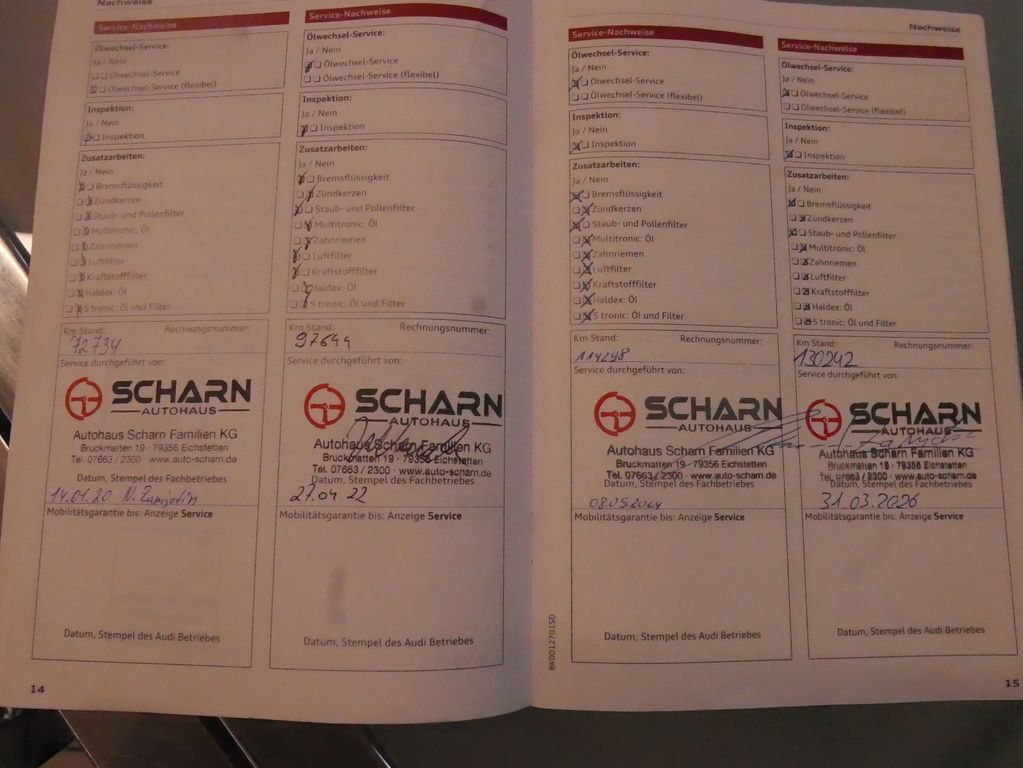 Nachweise
Service-Nachweise
Ölwechsel-Service:
Ja / Nein
Ölwechsel-Service
Ölwechsel-Service (flexibel)
Inspektion:
Ja / Nein
Inspektion
Zusatzarbeiten:
Ja / Nein
Bremsflüssigkeit
Zündkerzen
Staub- und Pollenfilter
Multitronic: Öl
Zahnriemen
Luftfilter
Kraftstofffilter
Haldex: Öl
S tronic: Öl und Filter
Km Stand: Rechnungsnummer:
72734
Service durchgeführt von:
SCHARN
AUTOHAUS
Autohaus Scharn Familien KG
Bruckmatten 19 · 79356 Eichstetten
Tel. 07663 / 2300 · www.auto-scharn.de
Datum, Stempel des Fachbetriebes
14.01.20
Mobilitätsgarantie bis: Anzeige Service
Datum, Stempel des Audi Betriebes
14
Service-Nachweise
Ölwechsel-Service:
Ja / Nein
Ölwechsel-Service
Ölwechsel-Service (flexibel)
Inspektion:
Ja / Nein
Inspektion
Zusatzarbeiten:
Ja / Nein
Bremsflüssigkeit
Zündkerzen
Staub- und Pollenfilter
Multitronic: Öl
Zahnriemen
Luftfilter
Kraftstofffilter
Haldex: Öl
S tronic: Öl und Filter
Km Stand: Rechnungsnummer:
Service durchgeführt von:
SCHARN
AUTOHAUS
Autohaus Scharn Familien KG
Bruckmatten 19 · 79356 Eichstetten
Tel. 07663 / 2300 · www.auto-scharn.de
Datum, Stempel des Fachbetriebes
27.04.22
Mobilitätsgarantie bis: Anzeige Service
Datum, Stempel des Audi Betriebes
Nachweise
Service-Nachweise
Ölwechsel-Service:
Ja / Nein
Ölwechsel-Service
Ölwechsel-Service (flexibel)
Inspektion:
Ja / Nein
Inspektion
Zusatzarbeiten:
Ja / Nein
Bremsflüssigkeit
Zündkerzen
Staub- und Pollenfilter
Multitronic: Öl
Zahnriemen
Luftfilter
Kraftstofffilter
Haldex: Öl
S tronic: Öl und Filter
Km Stand: Rechnungsnummer:
114298
Service durchgeführt von:
SCHARN
AUTOHAUS
Autohaus Scharn Familien KG
Bruckmatten 19 · 79356 Eichstetten
Tel. 07663 / 2300 · www.auto-scharn.de
Datum, Stempel des Fachbetriebes
08.05.2024
Mobilitätsgarantie bis: Anzeige Service
Datum, Stempel des Audi Betriebes
8K001277015D
Service-Nachweise
Ölwechsel-Service:
Ja / Nein
Ölwechsel-Service
Ölwechsel-Service (flexibel)
Inspektion:
Ja / Nein
Inspektion
Zusatzarbeiten:
Ja / Nein
Bremsflüssigkeit
Zündkerzen
Staub- und Pollenfilter
Multitronic: Öl
Zahnriemen
Luftfilter
Kraftstofffilter
Haldex: Öl
S tronic: Öl und Filter
Km Stand: Rechnungsnummer:
130242
Service durchgeführt von:
SCHARN
AUTOHAUS
Autohaus Scharn Familien KG
Bruckmatten 19 · 79356 Eichstetten
Tel. 07663 / 2300 · www.auto-scharn.de
Datum, Stempel des Fachbetriebes
31.03.2026
Mobilitätsgarantie bis: Anzeige Service
Datum, Stempel des Audi Betriebes
15